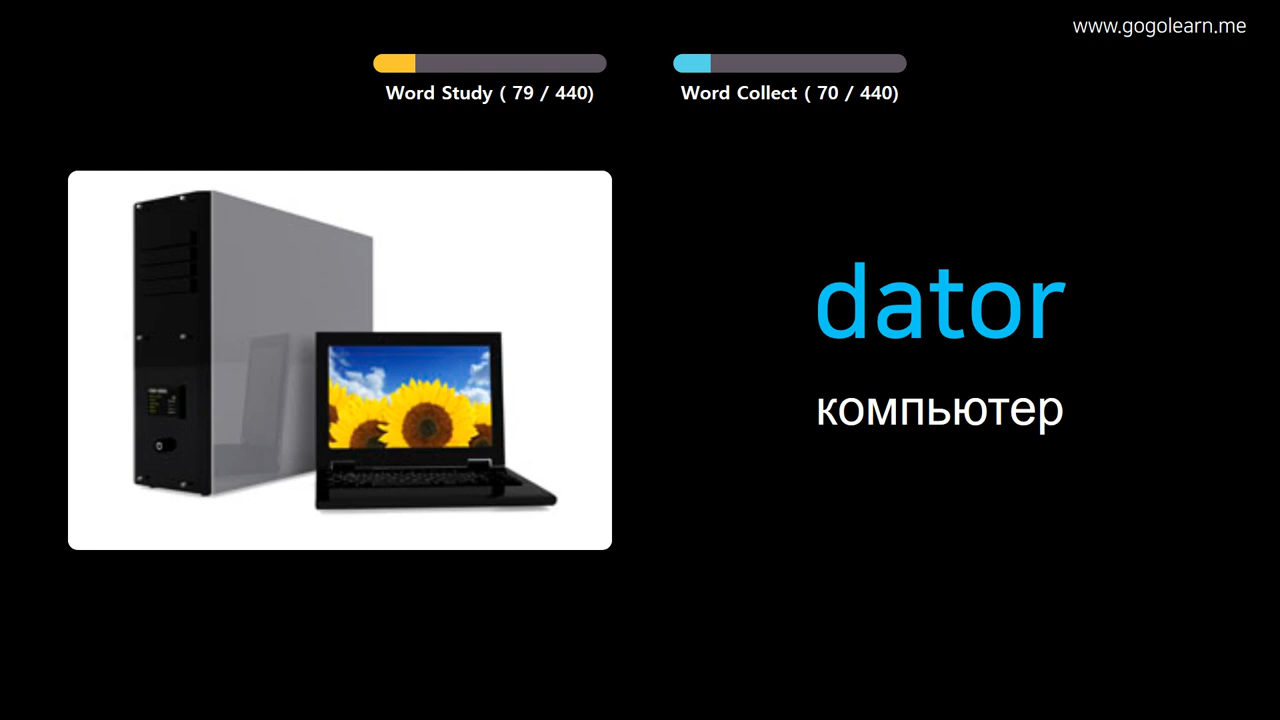 www.gogolearn.me
Word Study ( 79 / 440)
Word Collect ( 70 / 440)
dator
компьютер